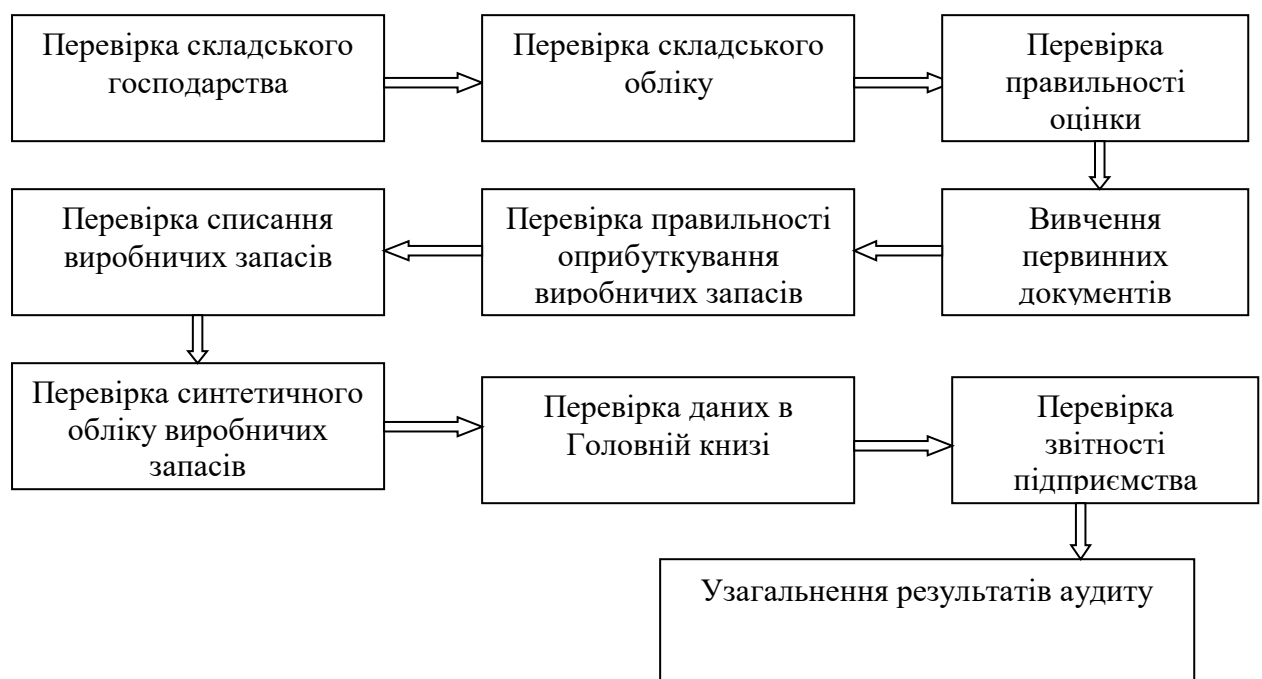 Перевірка складського
господарства
Перевірка складського
обліку
Перевірка
правильності
оцінки
Вивчення
первинних
документів
Перевірка правильності
оприбуткування
виробничих запасів
Перевірка списання
виробничих запасів
Перевірка синтетичного
обліку виробничих
запасів
Перевірка даних в
Головній книзі
Перевірка
звітності
підприємства
Узагальнення результатів аудиту